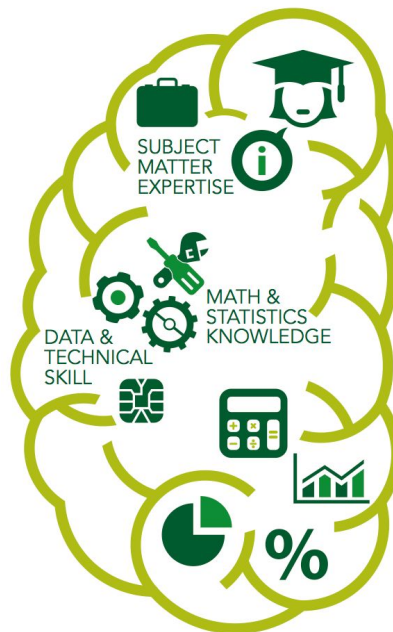 SUBJECT
MATTER
EXPERTISE
i
MATH &
STATISTICS
KNOWLEDGE
DATA &
TECHNICAL
SKILL
+ ×
- ÷ =
%